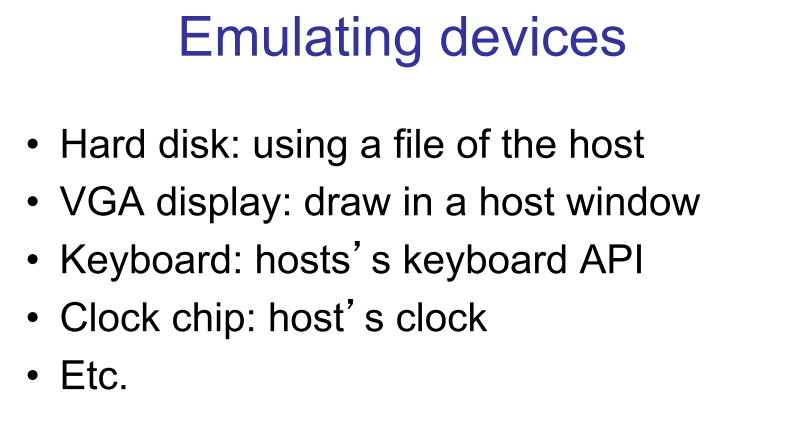 Emulating devices
• Hard disk: using a file of the host
• VGA display: draw in a host window
• Keyboard: hosts’s keyboard API
• Clock chip: host’s clock
• Etc.